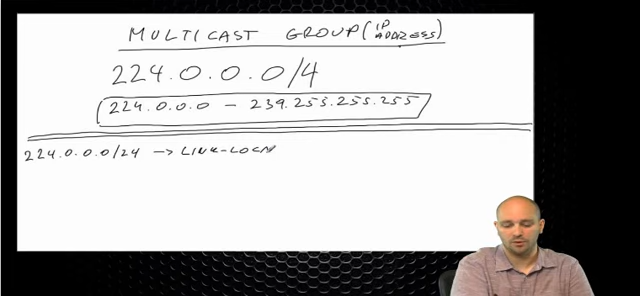 MULTICAST GROUP (IP ADDRESS)
224.0.0.0/4
224.0.0.0 - 239.255.255.255
224.0.0.0/24 → LINK-LOCA